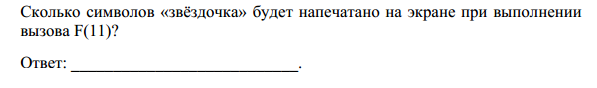 Сколько символов «звёздочка» будет напечатано на экране при выполнении
вызова F(11)?
Ответ: ___________________________.